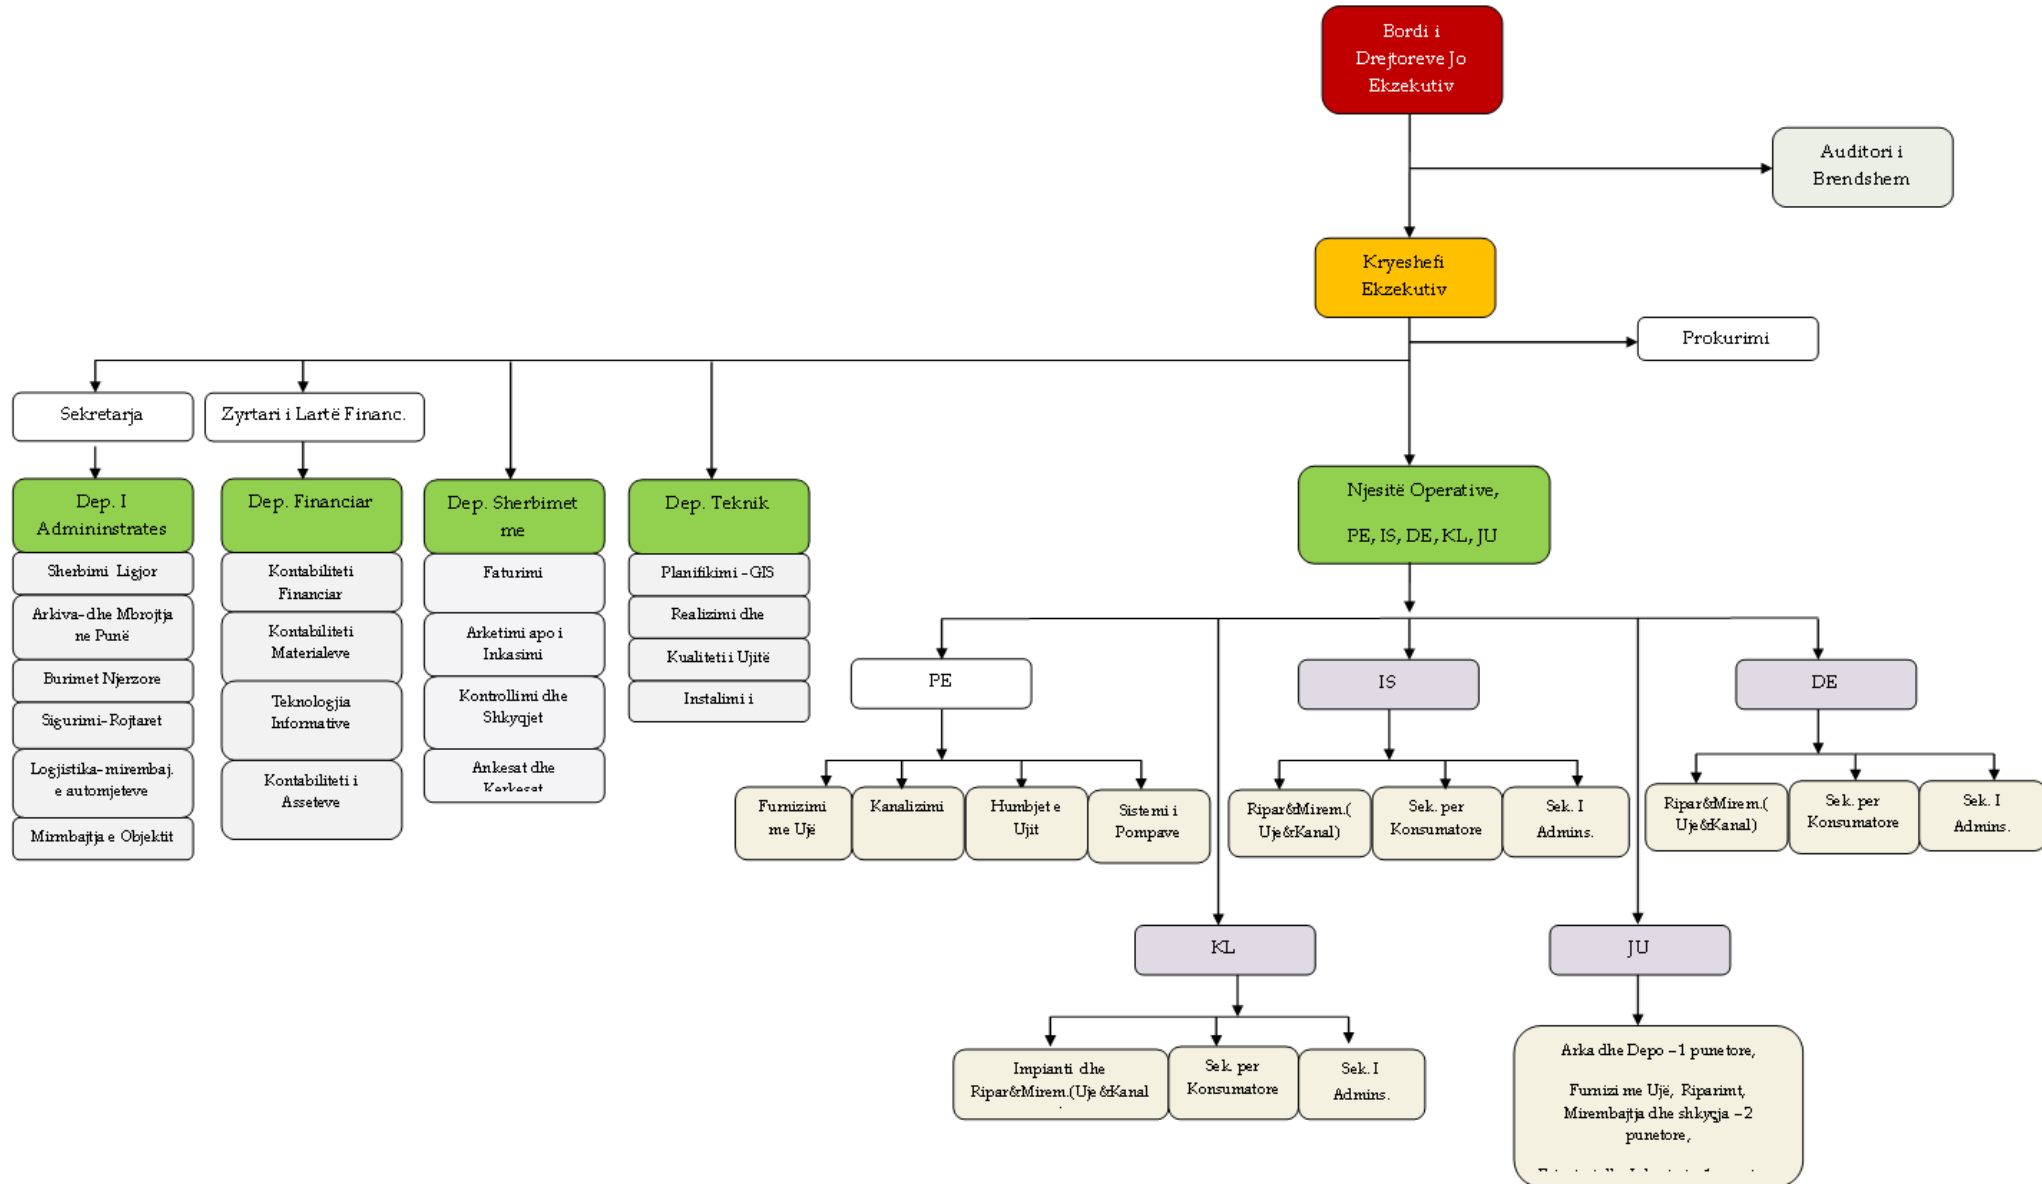 Bordi i
Drejtoreve Jo
Ekzekutiv
Auditori i
Brendshem
Kryeshefi
Ekzekutiv
Prokurimi
Sekretarja
Zyrtari i Lartë Financ.
Dep. I
Admininstrates
Dep. Financiar
Dep. Sherbimet
me
Dep. Teknik
Njesitë Operative,
PE, IS, DE, KL, JU
Sherbimi Ligjor
Arkiva-dhe Mbrojtja
ne Punë
Burimet Njerzore
Sigurimi-Rojtaret
Logjistika-mirembaj.
e automjeteve
Mirmbajtja e Objektit
Kontabiliteti
Financiar
Kontabiliteti
Materialeve
Teknologjia
Informative
Kontabiliteti i
Asseteve
Faturimi
Arketimi apo i
Inkasimi
Kontrollimi dhe
Shkyqjet
Ankesat dhe
Kerkesat
Planifikimi -GIS
Realizimi dhe
Kualiteti i Ujitë
Instalimi i
PE
IS
DE
Furnizimi
me Ujë
Kanalizimi
Humbjet e
Ujit
Sistemi i
Pompave
Ripar&Mirem.(
Uje&Kanal)
Sek. per
Konsumatore
Sek. I
Admins.
Ripar&Mirem.(
Uje&Kanal)
Sek. per
Konsumatore
Sek. I
Admins.
KL
JU
Impianti dhe
Ripar&Mirem.(Uje&Kanal
Sek. per
Konsumatore
Sek. I
Admins.
Arka dhe Depo -1 punetore,
Furnizi me Ujë, Riparimt,
Mirembajtja dhe shkyçja -2
punetore,